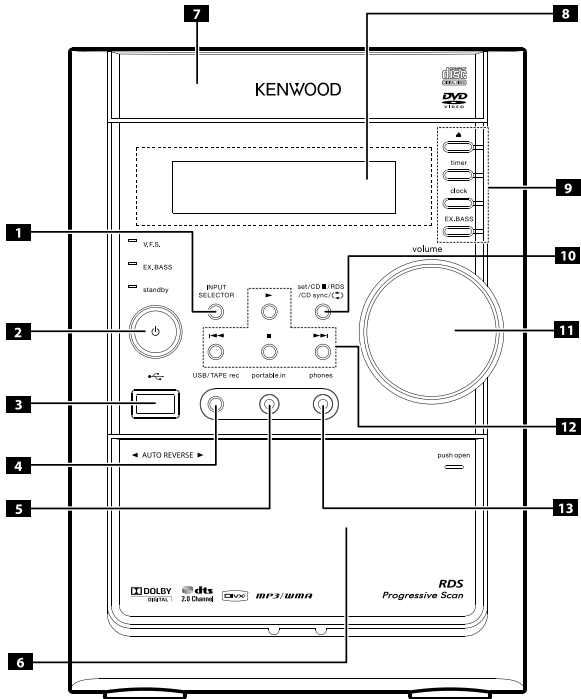 7
8
KENWOOD
COMPACT
disc
DVD
VIDEO
timer
clock
EX.BASS
9
1
V.F.S.
EX.BASS
standby
volume
INPUT
SELECTOR
set/CD ⏸/RDS
/CD sync/
10
2
11
USB/TAPE rec
portable in
phones
3
12
4
◄ AUTO REVERSE ►
push open
5
13
DOLBY
DIGITAL
dts
2.0 Channel
DIVX
MP3/WMA
RDS
Progressive Scan
6